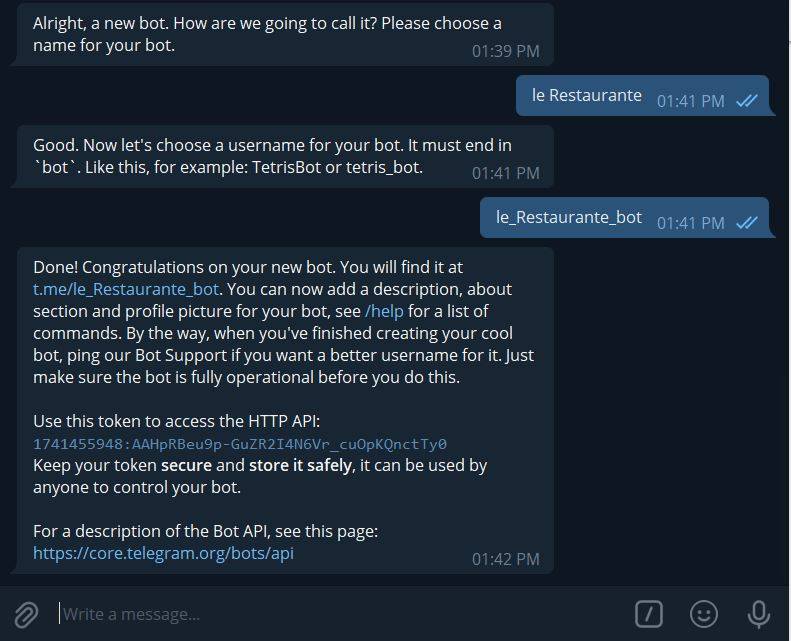 Alright, a new bot. How are we going to call it? Please choose a
name for your bot.
01:39 PM
le Restaurante
01:41 PM
Good. Now let's choose a username for your bot. It must end in
`bot`. Like this, for example: TetrisBot or tetris_bot.
01:41 PM
le_Restaurante_bot
01:41 PM
Done! Congratulations on your new bot. You will find it at
t.me/le_Restaurante_bot. You can now add a description, about
section and profile picture for your bot, see /help for a list of
commands. By the way, when you've finished creating your cool
bot, ping our Bot Support if you want a better username for it. Just
make sure the bot is fully operational before you do this.
Use this token to access the HTTP API:
1741455948:AAHpRBeu9p-GuZR2I4N6Vr_cuOpKQnctTy0
Keep your token secure and store it safely, it can be used by
anyone to control your bot.
For a description of the Bot API, see this page:
https://core.telegram.org/bots/api
01:42 PM
Write a message...